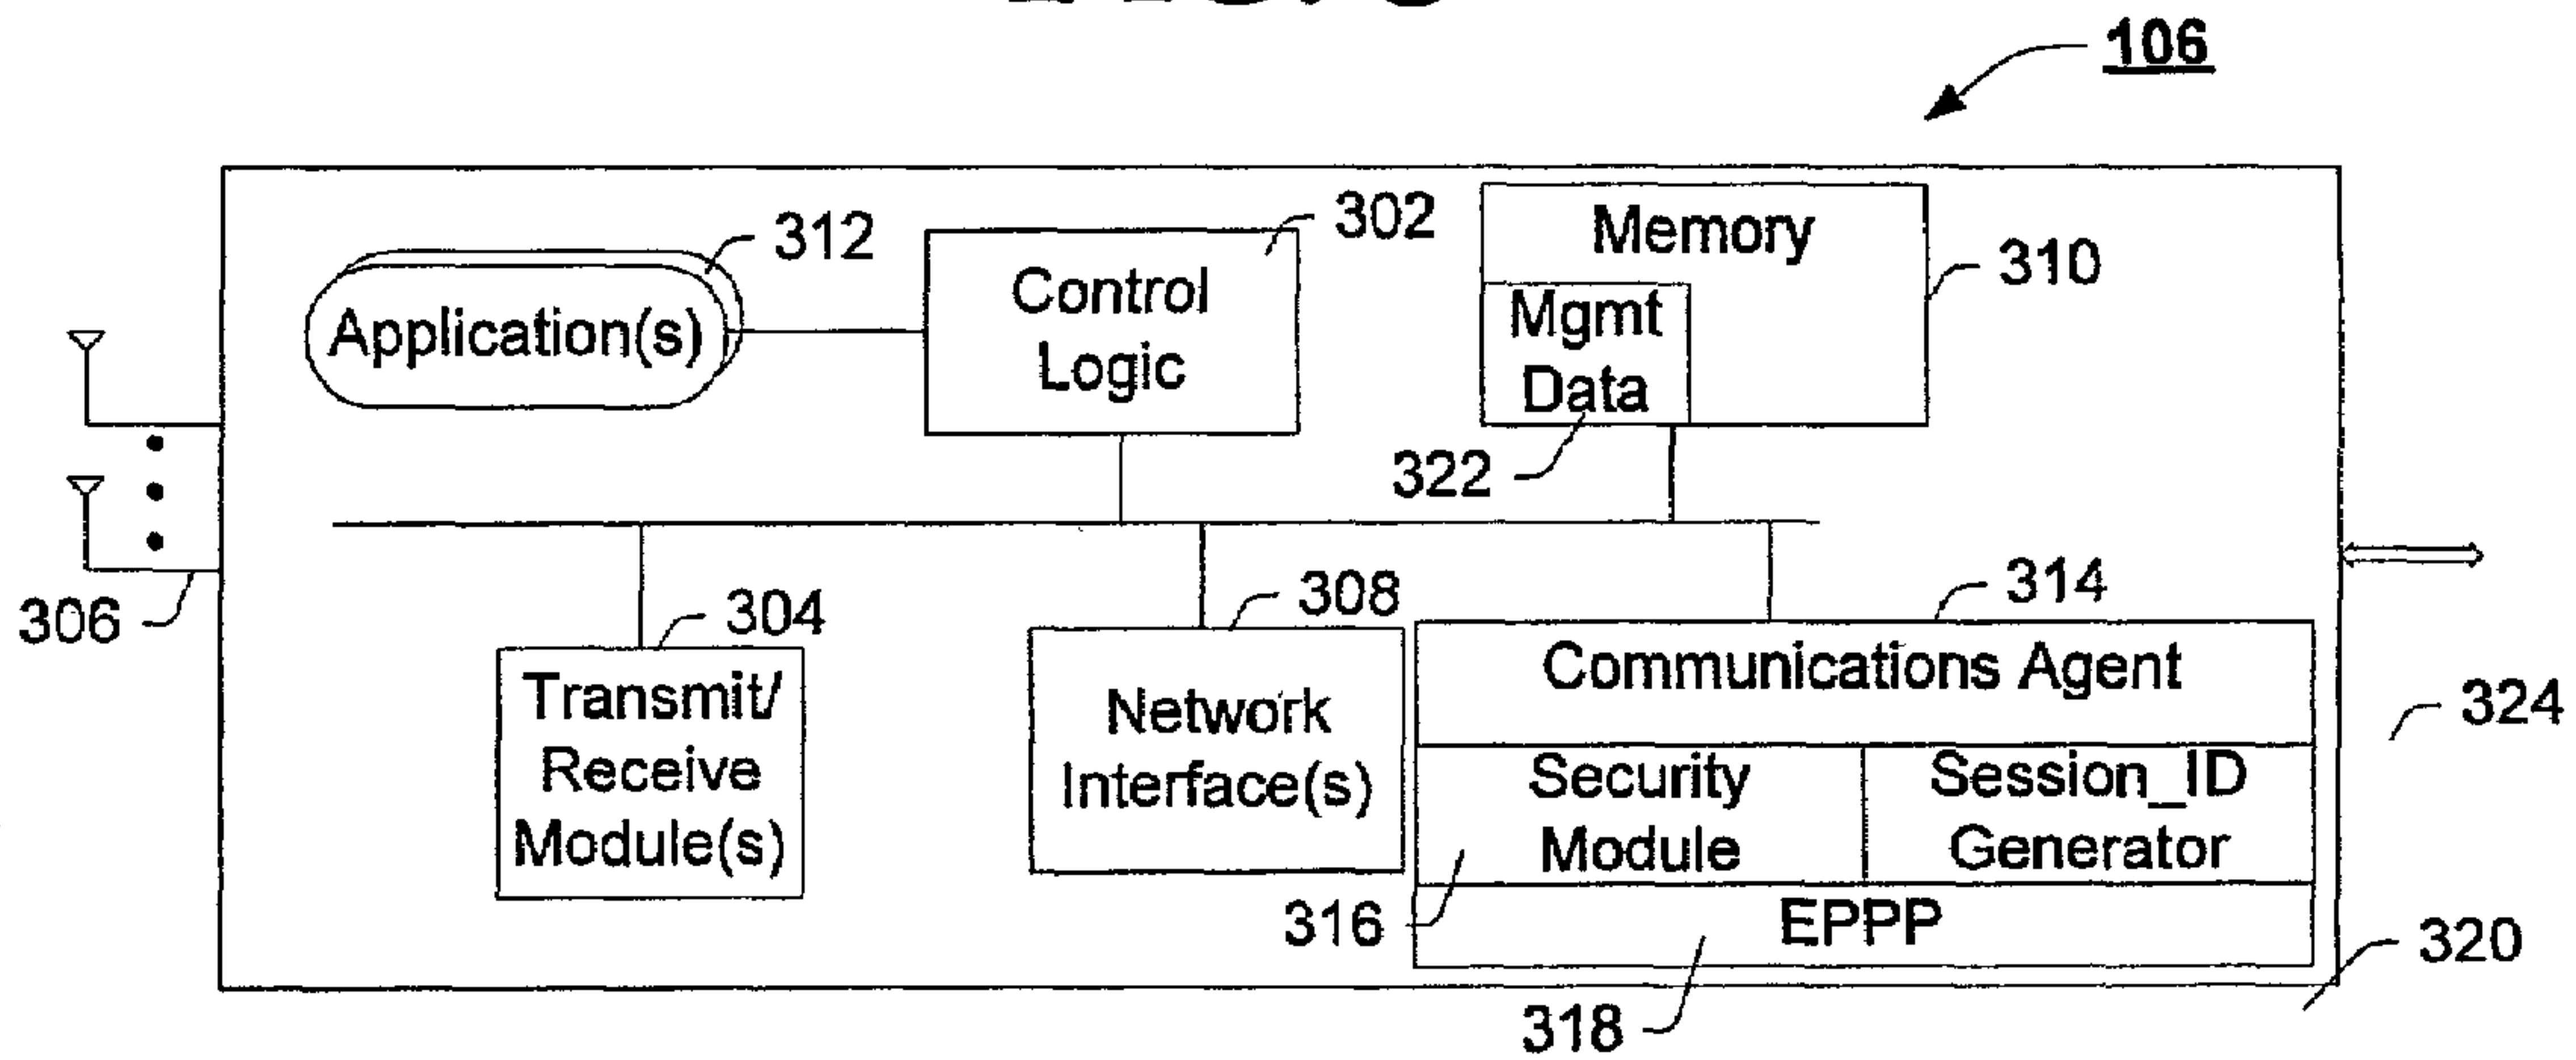 106
312
302
Memory
310
Application(s)
Control
Logic
Mgmt
Data
322
306
304
308
314
Transmit/
Receive
Module(s)
Network
Interface(s)
Communications Agent
324
Security
Module
Session_ID
Generator
316
EPPP
320
318